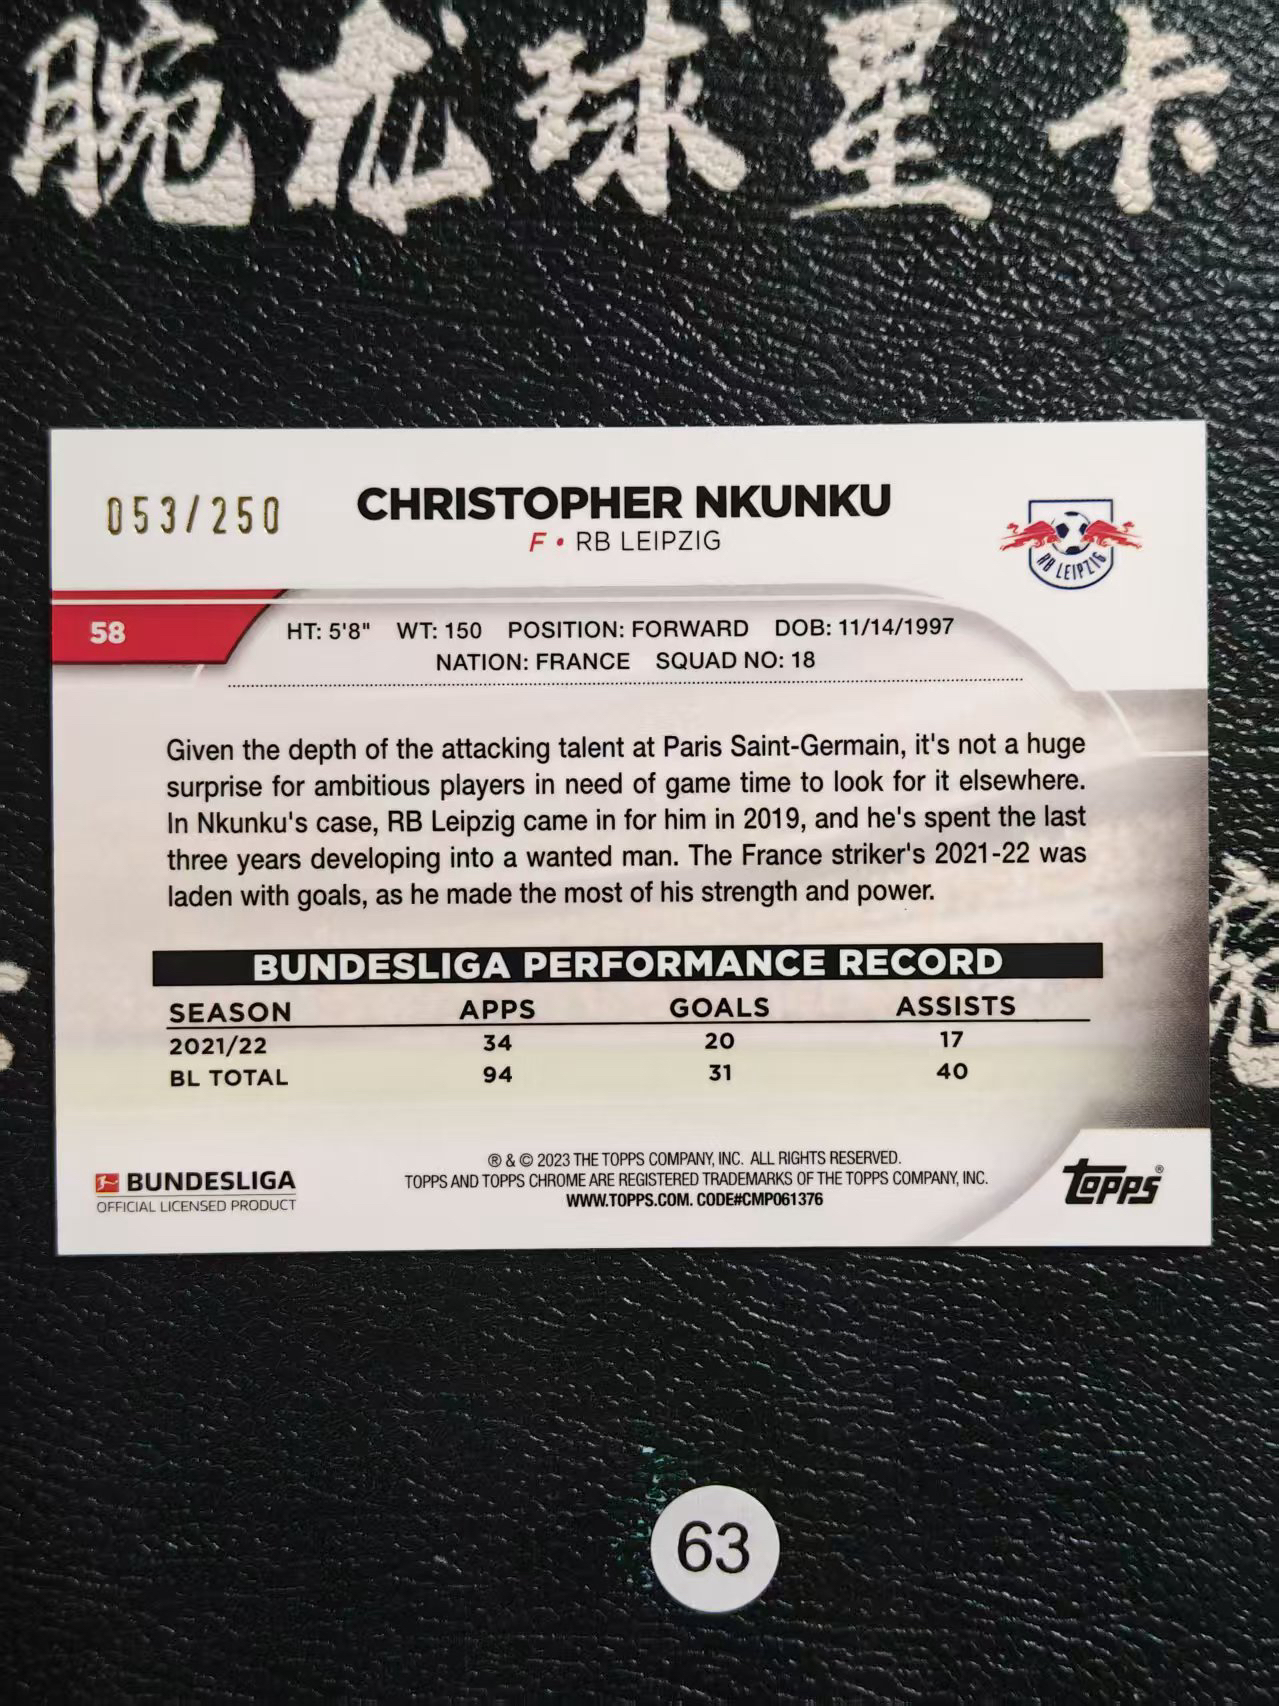 腕龙球星卡
053/250
CHRISTOPHER NKUNKU
F • RB LEIPZIG
RB LEIPZIG
58
HT: 5'8" WT: 150 POSITION: FORWARD DOB: 11/14/1997
NATION: FRANCE SQUAD NO: 18
Given the depth of the attacking talent at Paris Saint-Germain, it's not a huge
surprise for ambitious players in need of game time to look for it elsewhere.
In Nkunku's case, RB Leipzig came in for him in 2019, and he's spent the last
three years developing into a wanted man. The France striker's 2021-22 was
laden with goals, as he made the most of his strength and power.
BUNDESLIGA PERFORMANCE RECORD
SEASON APPS GOALS ASSISTS
2021/22 34 20 17
BL TOTAL 94 31 40
BUNDESLIGA
OFFICIAL LICENSED PRODUCT
® & © 2023 THE TOPPS COMPANY, INC. ALL RIGHTS RESERVED.
TOPPS AND TOPPS CHROME ARE REGISTERED TRADEMARKS OF THE TOPPS COMPANY, INC.
WWW.TOPPS.COM. CODE#CMP061376
topps®
63